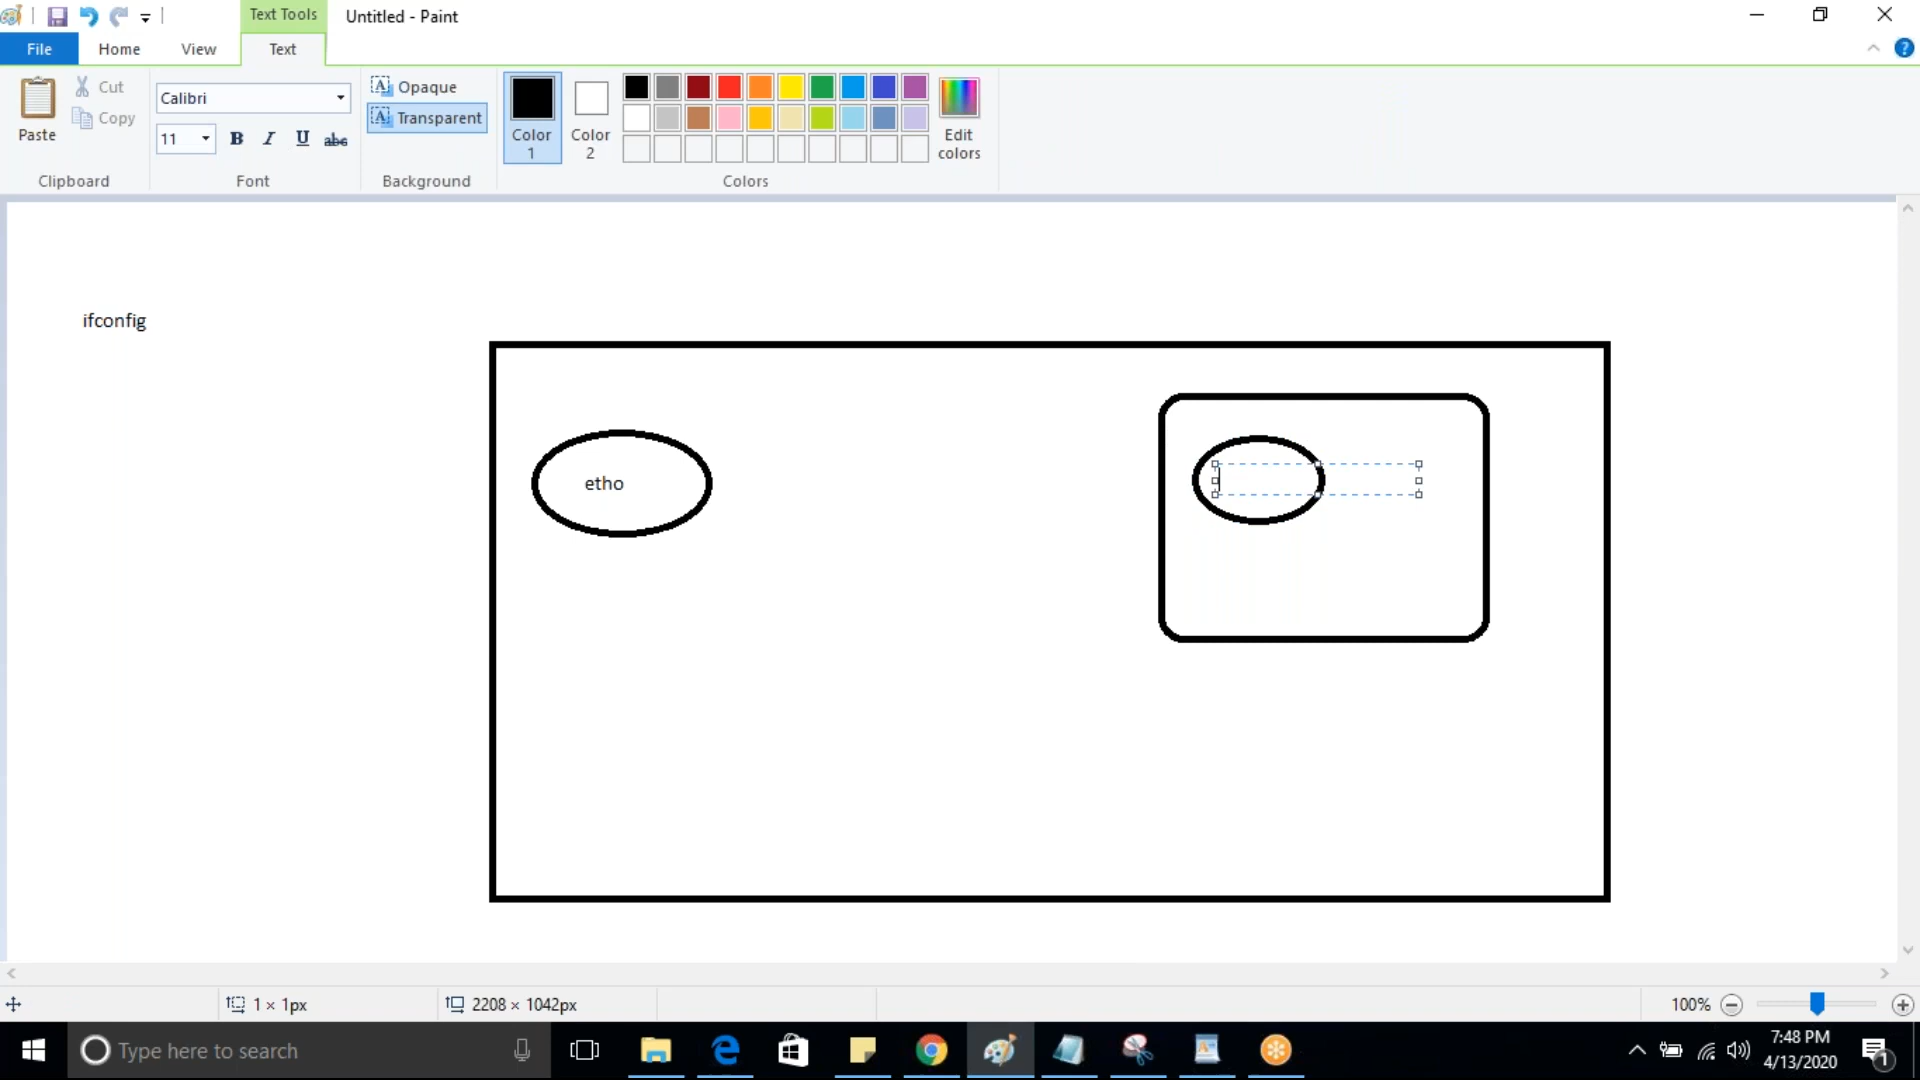 Text Tools
Untitled - Paint
File
Home
View
Text
Paste
Cut
Copy
Calibri
11
B
I
U
abc
Opaque
Transparent
Color
1
Color
2
Edit
colors
Clipboard
Font
Background
Colors
ifconfig
etho
1 × 1px
2208 × 1042px
100%
Type here to search
7:48 PM
4/13/2020
1